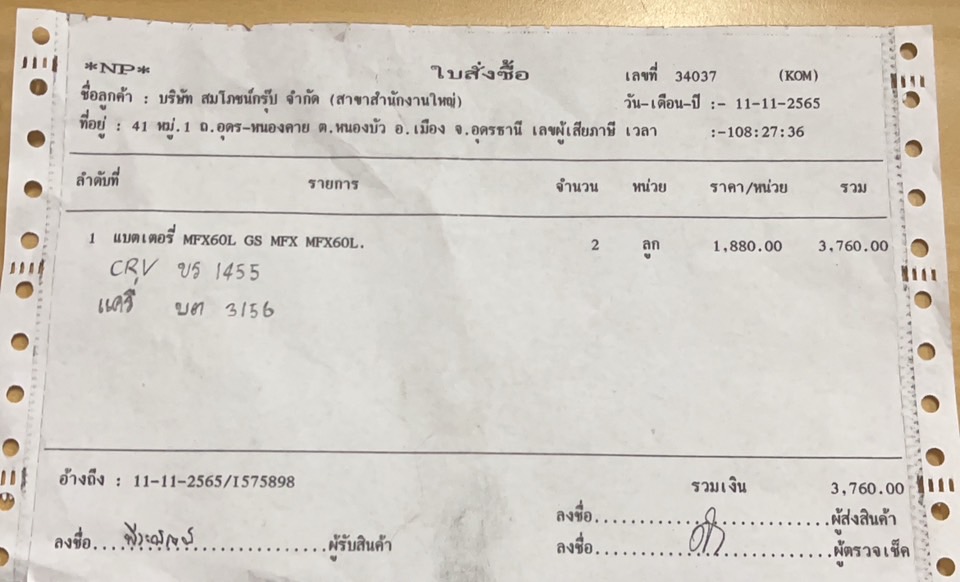 *NP* ใบสั่งซื้อ เลขที่ 34037 (KOM)
ชื่อลูกค้า : บริษัท สมโภชน์กรุ๊ป จำกัด (สาขาสำนักงานใหญ่) วัน-เดือน-ปี :- 11-11-2565
ที่อยู่ : 41 หมู่.1 ถ.อุดร-หนองคาย ต.หนองบัว อ.เมือง จ.อุดรธานี เลขผู้เสียภาษี เวลา :-108:27:36
ลำดับที่ รายการ จำนวน หน่วย ราคา/หน่วย รวม
1 แบตเตอรี่ MFX60L GS MFX MFX60L. 2 ลูก 1,880.00 3,760.00
CRV ขร 1455
แครี่ บต 3156
อ้างถึง : 11-11-2565/I575898 รวมเงิน 3,760.00
ลงชื่อ....................ผู้ส่งสินค้า
ลงชื่อ....................ผู้รับสินค้า ลงชื่อ....................ผู้ตรวจเช็ค